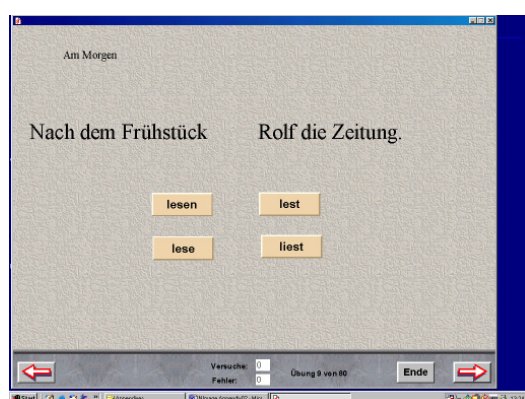 Am Morgen
Nach dem Frühstück Rolf die Zeitung.
lesen lest
lese liest
Versuche: 0
Fehler: 0
Übung 9 von 80
Ende
Start